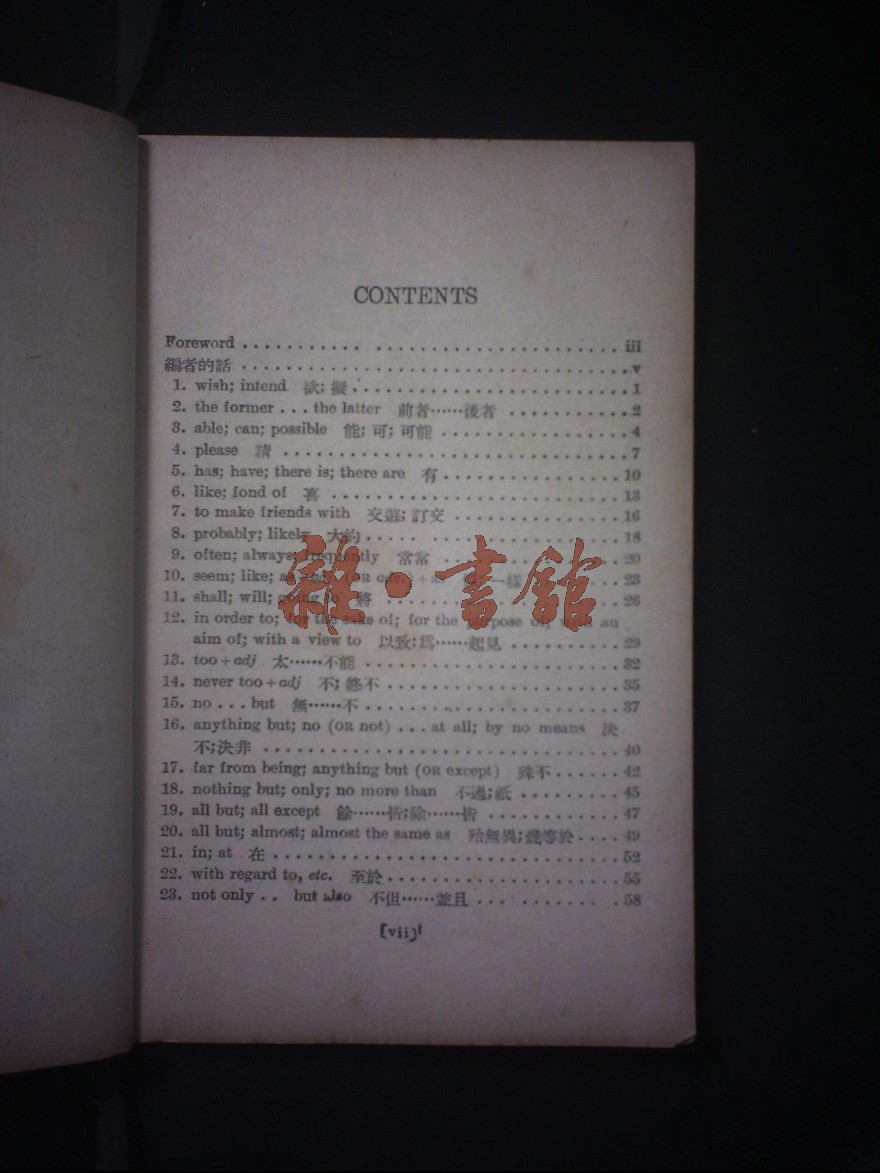 CONTENTS
Foreword . . . . . . . . . . . . . . . . . . . . . . . . . . . . . . . . iii
編者的話 . . . . . . . . . . . . . . . . . . . . . . . . . . . . . . . . v
1. wish; intend 欲; 擬 . . . . . . . . . . . . . . . . . . . . . . . . 1
2. the former . . . the latter 前者……後者 . . . . . . . . . . . 2
3. able; can; possible 能; 可; 可能 . . . . . . . . . . . . . . . . . 4
4. please 請 . . . . . . . . . . . . . . . . . . . . . . . . . . . . . 7
5. has; have; there is; there are 有 . . . . . . . . . . . . . . . . 10
6. like; fond of 喜 . . . . . . . . . . . . . . . . . . . . . . . . . 13
7. to make friends with 交遊; 訂交 . . . . . . . . . . . . . . . 16
8. probably; likely 大約 . . . . . . . . . . . . . . . . . . . . . . 18
9. often; always; frequently 常常 . . . . . . . . . . . . . . . . . 20
10. seem; like; as 一樣 . . . . 23
11. shall; will; going to 將 . . . . . . . . . . . . . . . . . . . . . 26
12. in order to; for the sake of; for the purpose of; with an
aim of; with a view to 以致; 爲……起見 . . . . . . . . . . 29
13. too + adj 太……不能 . . . . . . . . . . . . . . . . . . . . . . 32
14. never too + adj 不; 終不 . . . . . . . . . . . . . . . . . . . . 35
15. no . . . but 無……不 . . . . . . . . . . . . . . . . . . . . . . 37
16. anything but; no (OR not) . . . at all; by no means 決
不; 決非 . . . . . . . . . . . . . . . . . . . . . . . . . . . . . . 40
17. far from being; anything but (OR except) 殊不 . . . . . . . 42
18. nothing but; only; no more than 不過; 祇 . . . . . . . . . 45
19. all but; all except 餘……皆; 除……皆 . . . . . . . . . . . . 47
20. all but; almost; almost the same as 殆無異; 幾等於 . . . . 49
21. in; at 在 . . . . . . . . . . . . . . . . . . . . . . . . . . . . . 52
22. with regard to, etc. 至於 . . . . . . . . . . . . . . . . . . . . 55
23. not only . . but also 不但……並且 . . . . . . . . . . . . . 58
[vii]
雜·書館